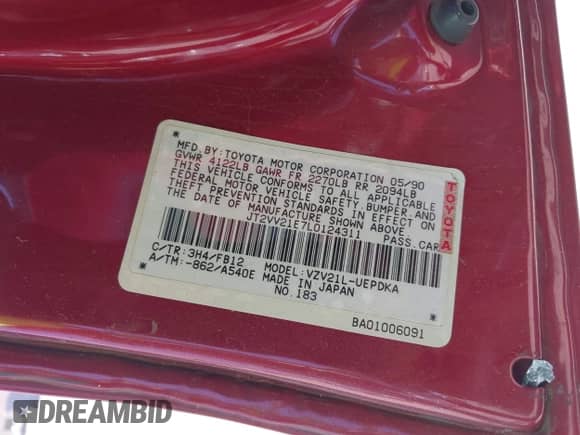 MFD.BY:TOYOTA MOTOR CORPORATION 05/90
GVWR 4122LB GAWR FR 2270LB RR 2094LB
THIS VEHICLE CONFORMS TO ALL APPLICABLE
FEDERAL MOTOR VEHICLE SAFETY,BUMPER,AND
THEFT PREVENTION STANDARDS IN EFFECT ON
THE DATE OF MANUFACTURE SHOWN ABOVE.
JT2VV21E7L0124311 PASS.CAR
TOYOTA
C/TR:3H4/FB12 MODEL:VZV21L-UEPDKA
A/TM:-862/A540E MADE IN JAPAN
NO.183
BA01006091
DREAMBID